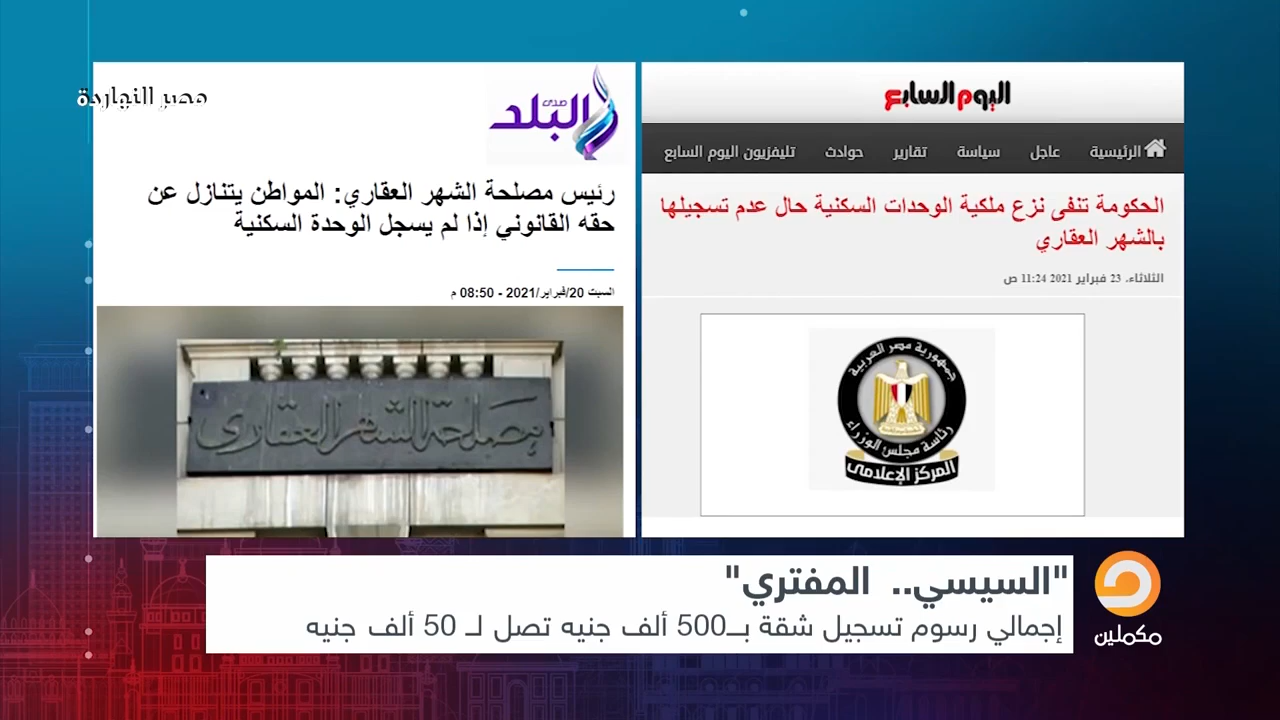 مصر النهاردة
اليوم السابع
الرئيسية عاجل سياسة تقارير حوادث تليفزيون اليوم السابع
الحكومة تنفى نزع ملكية الوحدات السكنية حال عدم تسجيلها
بالشهر العقاري
الثلاثاء، 23 فبراير 2021 11:24 ص
جمهورية مصر العربية
رئاسة مجلس الوزراء
المركز الإعلامى
صدى
البلد
رئيس مصلحة الشهر العقاري: المواطن يتنازل عن
حقه القانوني إذا لم يسجل الوحدة السكنية
السبت 20/فبراير/2021 - 08:50 م
مصلحة الشهر العقارى
"السيسي.. المفتري"
إجمالي رسوم تسجيل شقة بـ500 ألف جنيه تصل لـ 50 ألف جنيه
مكملين